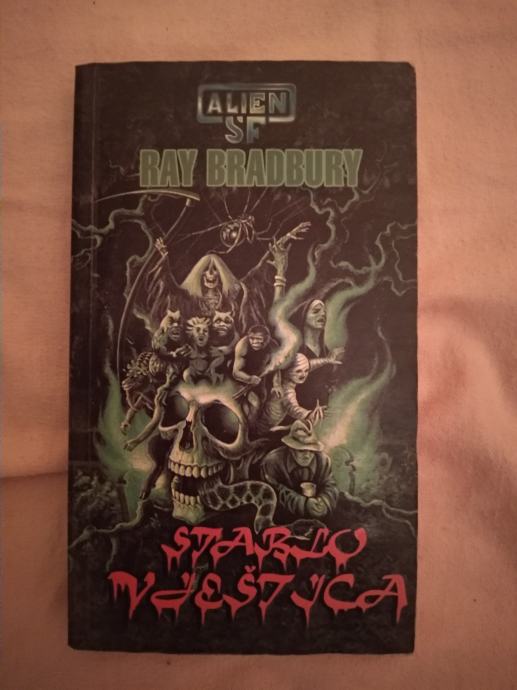 ALIEN
SF
RAY BRADBURY
STABLO
VJEŠTICA